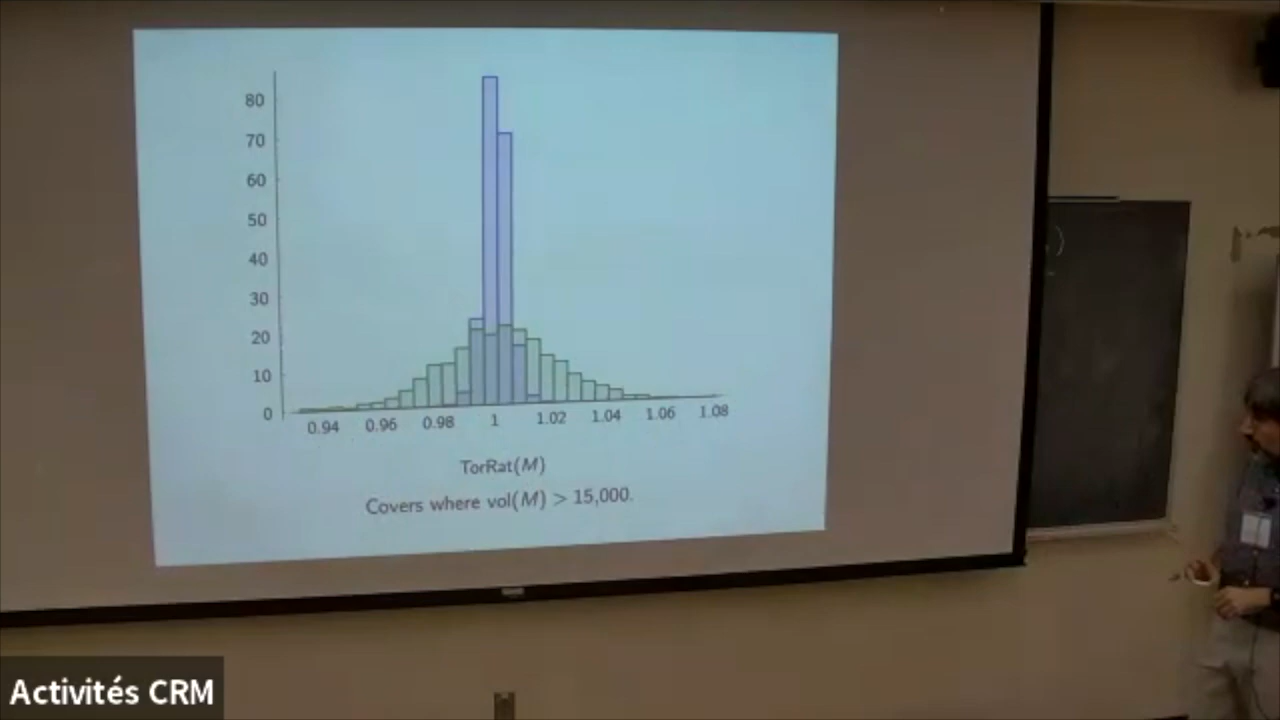 80
70
60
50
40
30
20
10
0
0.94 0.96 0.98 1 1.02 1.04 1.06 1.08
TorRat(M)
Covers where vol(M) > 15,000.
Activités CRM